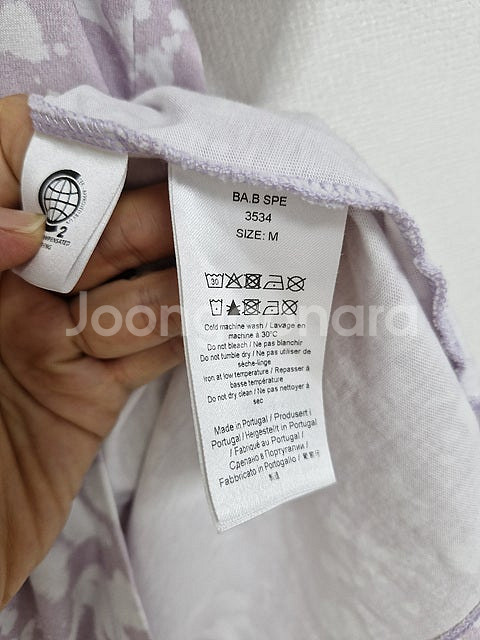 2
BA.B SPE
3534
SIZE: M
30
Cold machine wash / Lavage en
machine à 30°C
Do not bleach / Ne pas blanchir
Do not tumble dry / Ne pas utiliser de
sèche-linge
Iron at low temperature / Repasser à
basse température
Do not dry clean / Ne pas nettoyer à
sec
Made in Portugal / Produsert i
Portugal / Hergestellt in Portugal
/ Fabriqué au Portugal /
Сделано в Португалии /
Fabbricato in Portogallo /